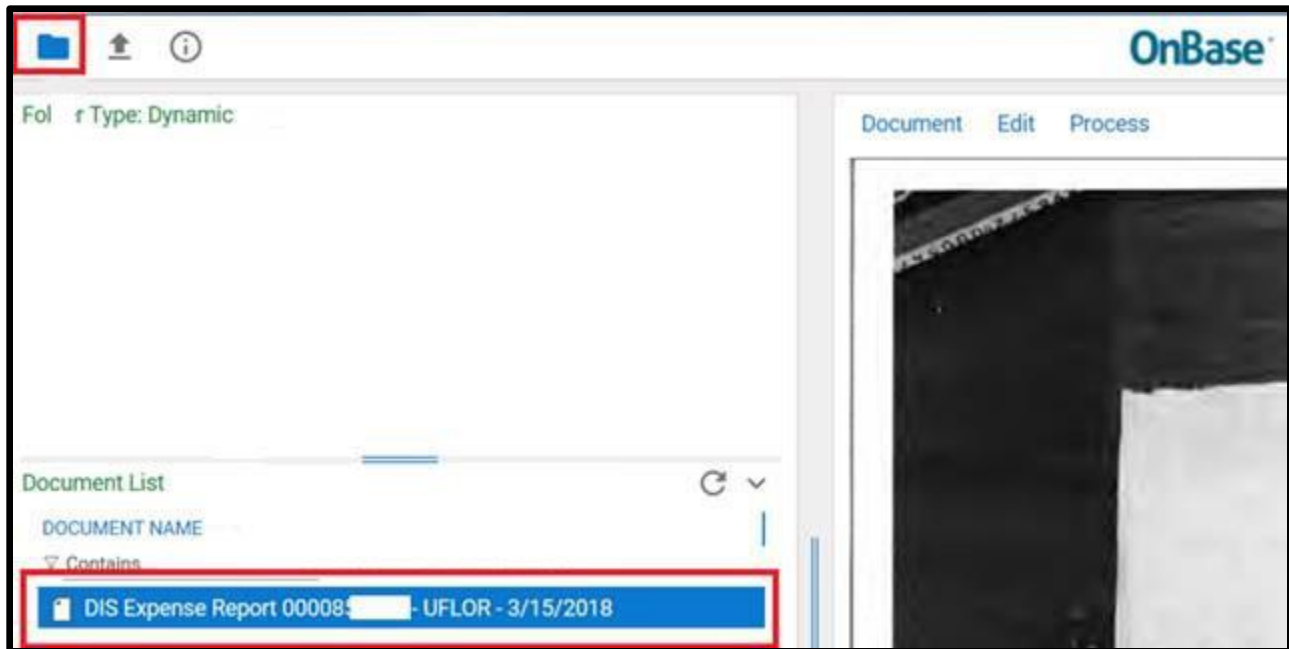 OnBase
Fol r Type: Dynamic
Document Edit Process
Document List
DOCUMENT NAME
Contains...
DIS Expense Report 00008 - UFLOR - 3/15/2018